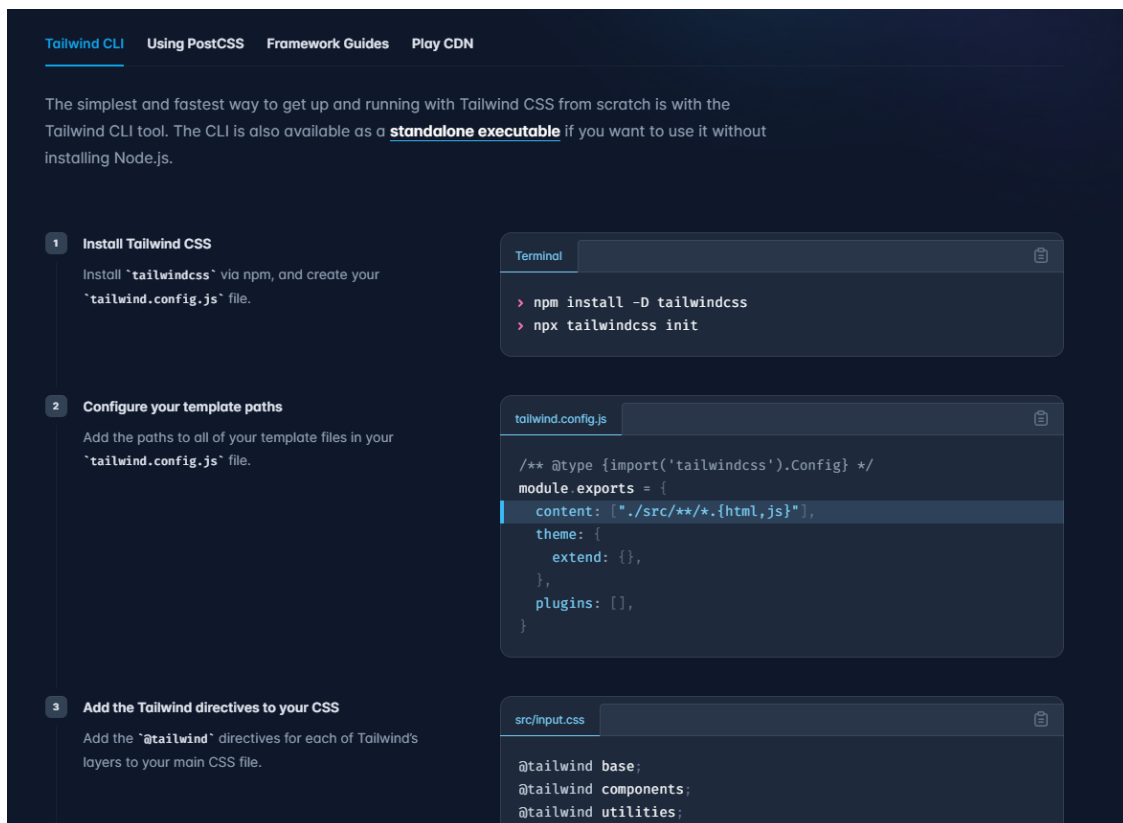 Tailwind CLI Using PostCSS Framework Guides Play CDN
The simplest and fastest way to get up and running with Tailwind CSS from scratch is with the
Tailwind CLI tool. The CLI is also available as a standalone executable if you want to use it without
installing Node.js.
1 Install Tailwind CSS
Install `tailwindcss` via npm, and create your
`tailwind.config.js` file.
Terminal
> npm install -D tailwindcss
> npx tailwindcss init
2 Configure your template paths
Add the paths to all of your template files in your
`tailwind.config.js` file.
tailwind.config.js
/** @type {import('tailwindcss').Config} */
module.exports = {
  content: ["./src/**/*.{html,js}"],
  theme: {
    extend: {},
  },
  plugins: [],
}
3 Add the Tailwind directives to your CSS
Add the `@tailwind` directives for each of Tailwind's
layers to your main CSS file.
src/input.css
@tailwind base;
@tailwind components;
@tailwind utilities;